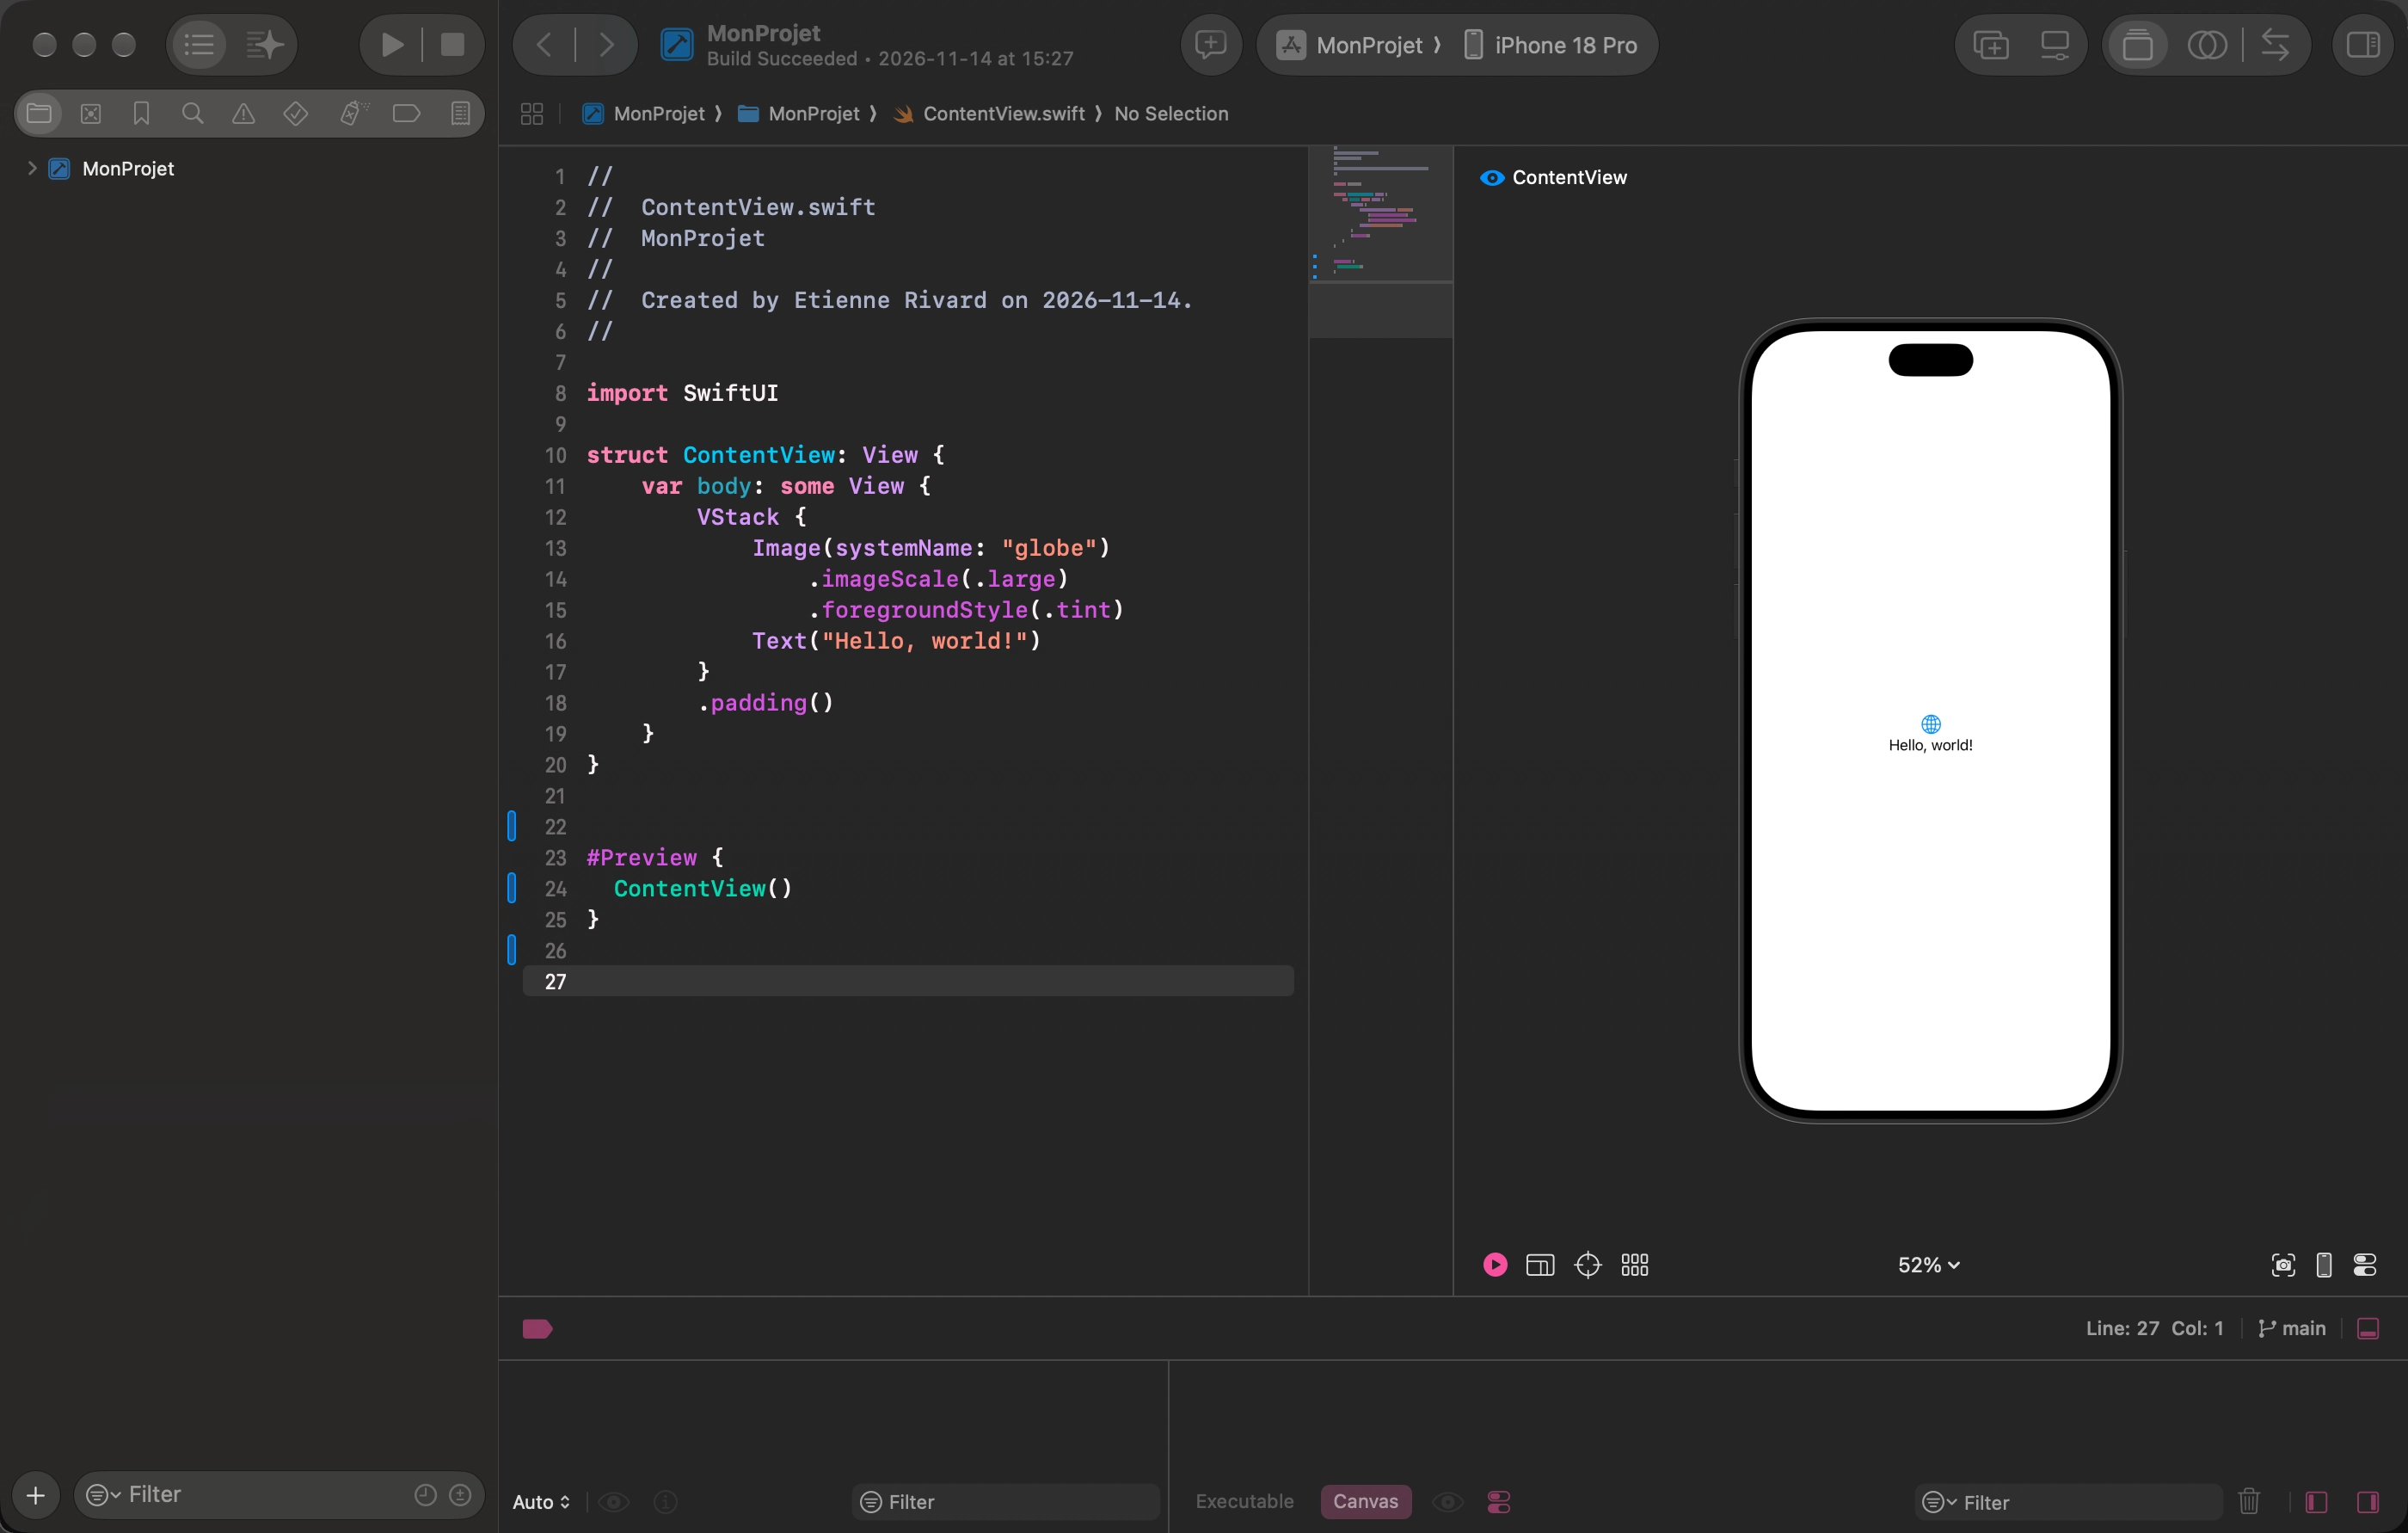 MonProjet
Build Succeeded • 2026-11-14 at 15:27
MonProjet ❭ iPhone 18 Pro
MonProjet ❭ MonProjet ❭ ContentView.swift ❭ No Selection
MonProjet
1 //
2 //  ContentView.swift
3 //  MonProjet
4 //
5 //  Created by Etienne Rivard on 2026-11-14.
6 //
7
8 import SwiftUI
9
10 struct ContentView: View {
11     var body: some View {
12         VStack {
13             Image(systemName: "globe")
14                 .imageScale(.large)
15                 .foregroundStyle(.tint)
16             Text("Hello, world!")
17         }
18         .padding()
19     }
20 }
21
22
23 #Preview {
24   ContentView()
25 }
26
27
ContentView
Hello, world!
52%
Line: 27 Col: 1
main
Filter
Auto
Filter
Executable
Canvas
Filter